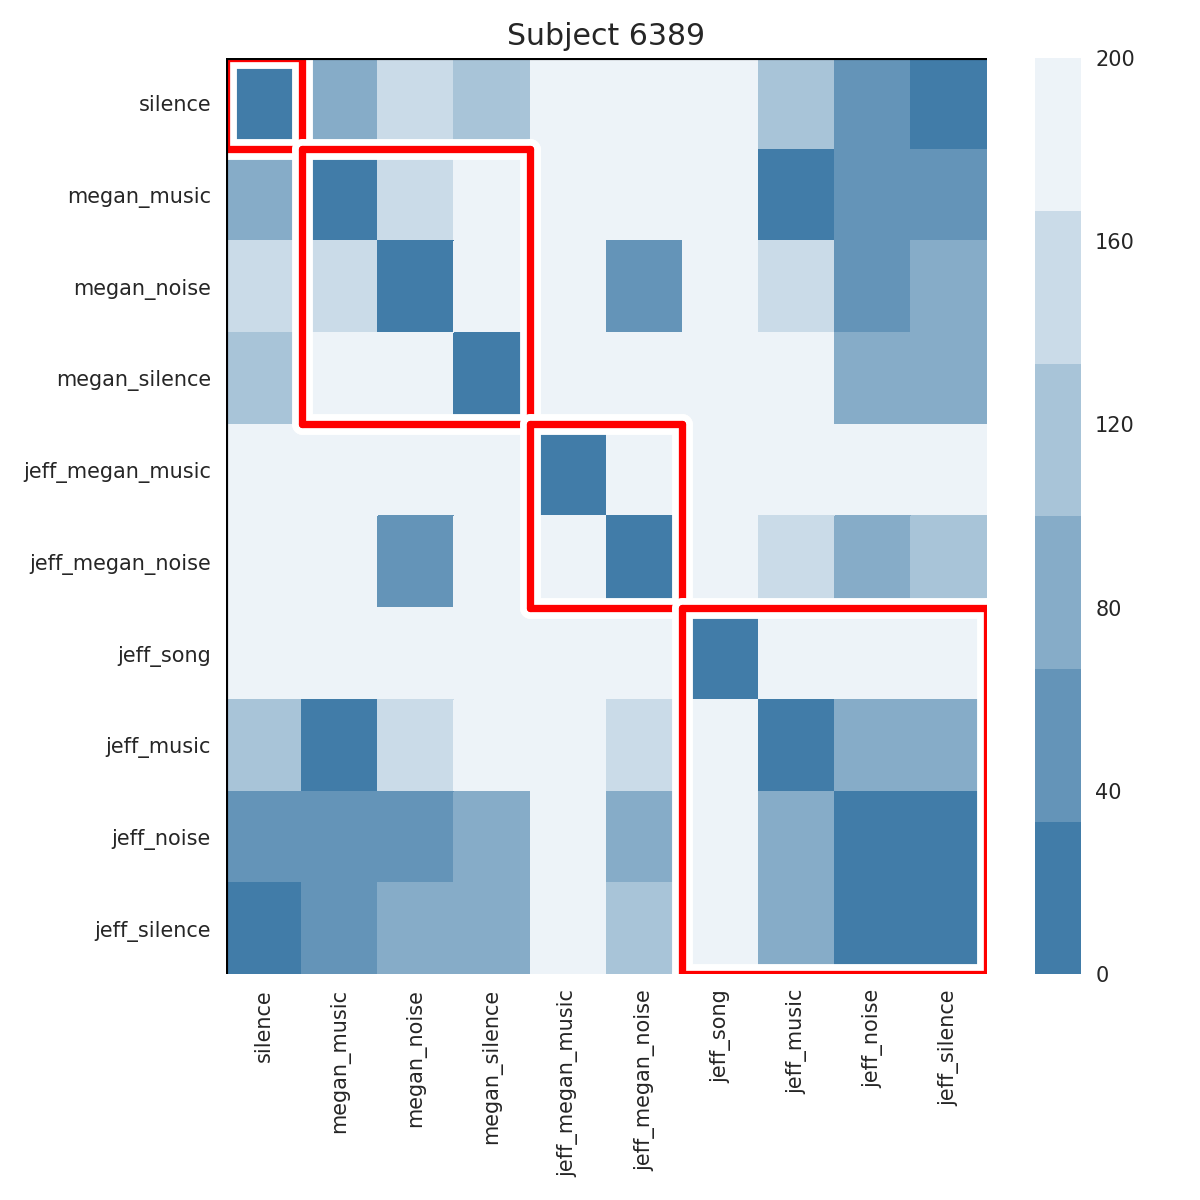 Subject 6389
silence
megan_music
megan_noise
megan_silence
jeff_megan_music
jeff_megan_noise
jeff_song
jeff_music
jeff_noise
jeff_silence
silence
megan_music
megan_noise
megan_silence
jeff_megan_music
jeff_megan_noise
jeff_song
jeff_music
jeff_noise
jeff_silence
200
160
120
80
40
0